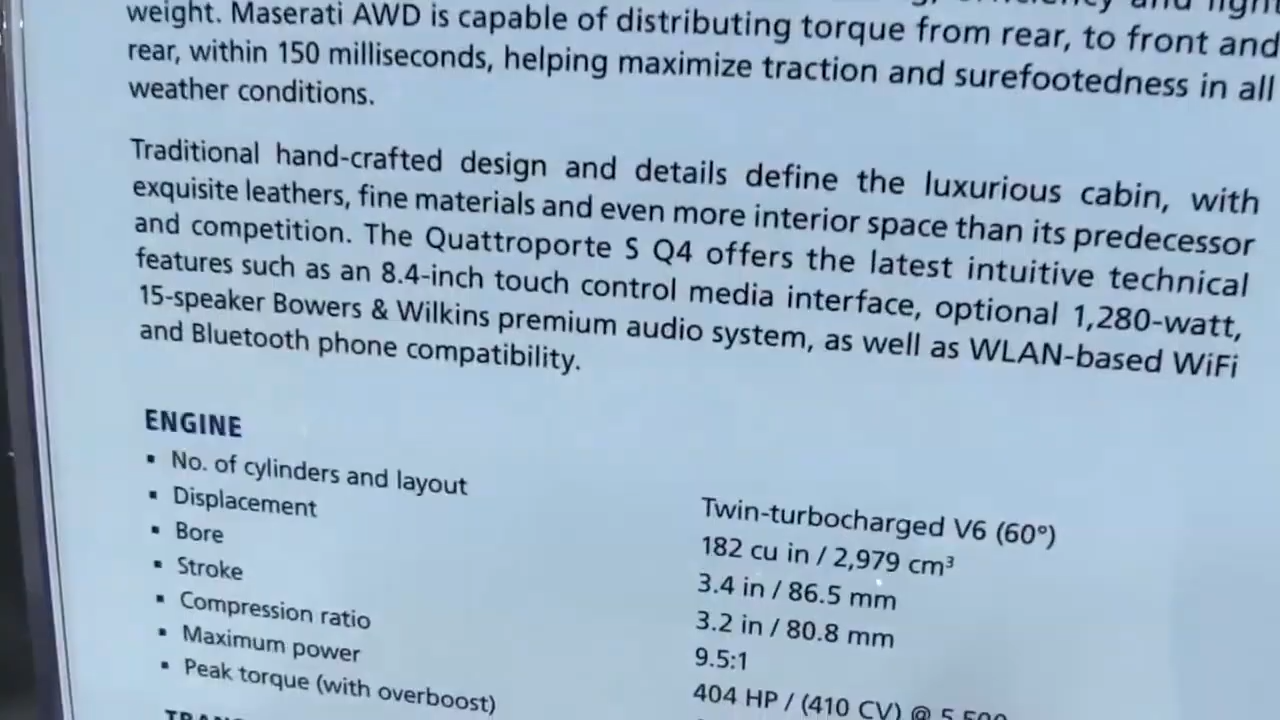 efficiency and
weight. Maserati AWD is capable of distributing torque from rear, to front and
rear, within 150 milliseconds, helping maximize traction and surefootedness in all
weather conditions.
Traditional hand-crafted design and details define the luxurious cabin, with
exquisite leathers, fine materials and even more interior space than its predecessor
and competition. The Quattroporte S Q4 offers the latest intuitive technical
features such as an 8.4-inch touch control media interface, optional 1,280-watt,
15-speaker Bowers & Wilkins premium audio system, as well as WLAN-based WiFi
and Bluetooth phone compatibility.
ENGINE
▪ No. of cylinders and layout
Twin-turbocharged V6 (60°)
▪ Displacement
182 cu in / 2,979 cm³
▪ Bore
3.4 in / 86.5 mm
▪ Stroke
3.2 in / 80.8 mm
▪ Compression ratio
9.5:1
▪ Maximum power
404 HP / (410 CV) @ 5,500
▪ Peak torque (with overboost)